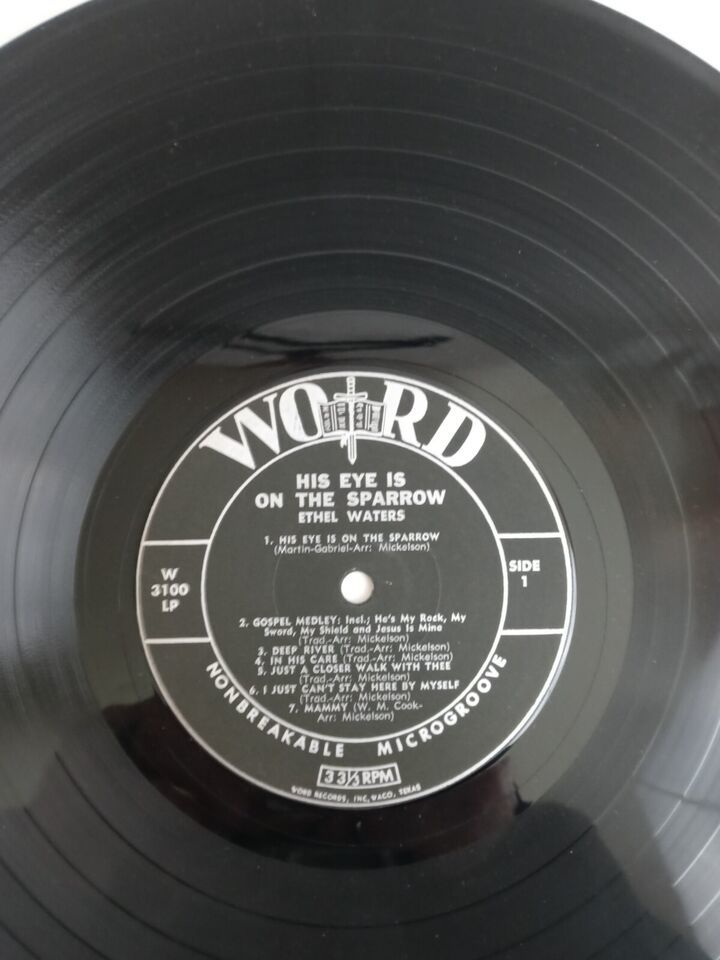 WORD
HIS EYE IS
ON THE SPARROW
ETHEL WATERS
1. HIS EYE IS ON THE SPARROW
(Martin-Gabriel-Arr: Mickelson)
W
3100
LP
SIDE
1
2. GOSPEL MEDLEY: Incl.; He's My Rock, My
Sword, My Shield and Jesus Is Mine
(Trad.-Arr: Mickelson)
3. DEEP RIVER (Trad.-Arr: Mickelson)
4. IN HIS CARE (Trad.-Arr: Mickelson)
5. JUST A CLOSER WALK WITH THEE
(Trad.-Arr: Mickelson)
6. I JUST CAN'T STAY HERE BY MYSELF
(Trad.-Arr: Mickelson)
7. MAMMY (W. M. Cook-
Arr: Mickelson)
NONBREAKABLE MICROGROOVE
33⅓ RPM
WORD RECORDS, INC, WACO, TEXAS